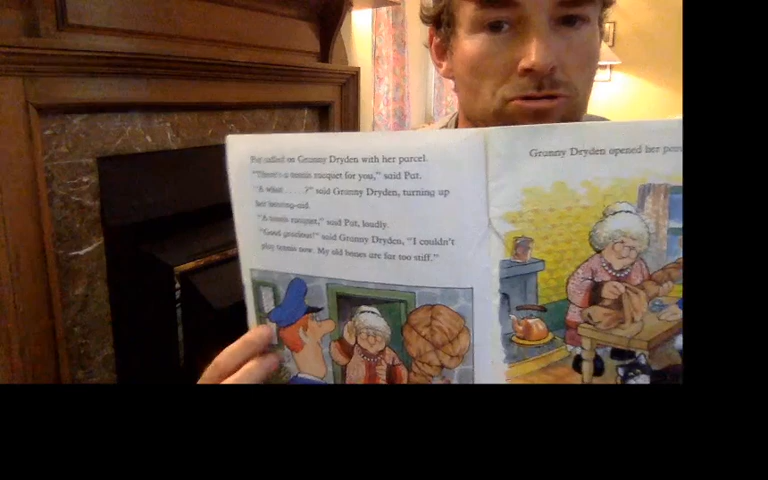 Pat called on Granny Dryden with her parcel.
"There's a tennis racquet for you," said Pat.
"A what . . . . . ?" said Granny Dryden, turning up
her hearing-aid.
"A tennis racquet," said Pat, loudly.
"Good gracious!" said Granny Dryden, "I couldn't
play tennis now. My old bones are far too stiff."
Granny Dryden opened her